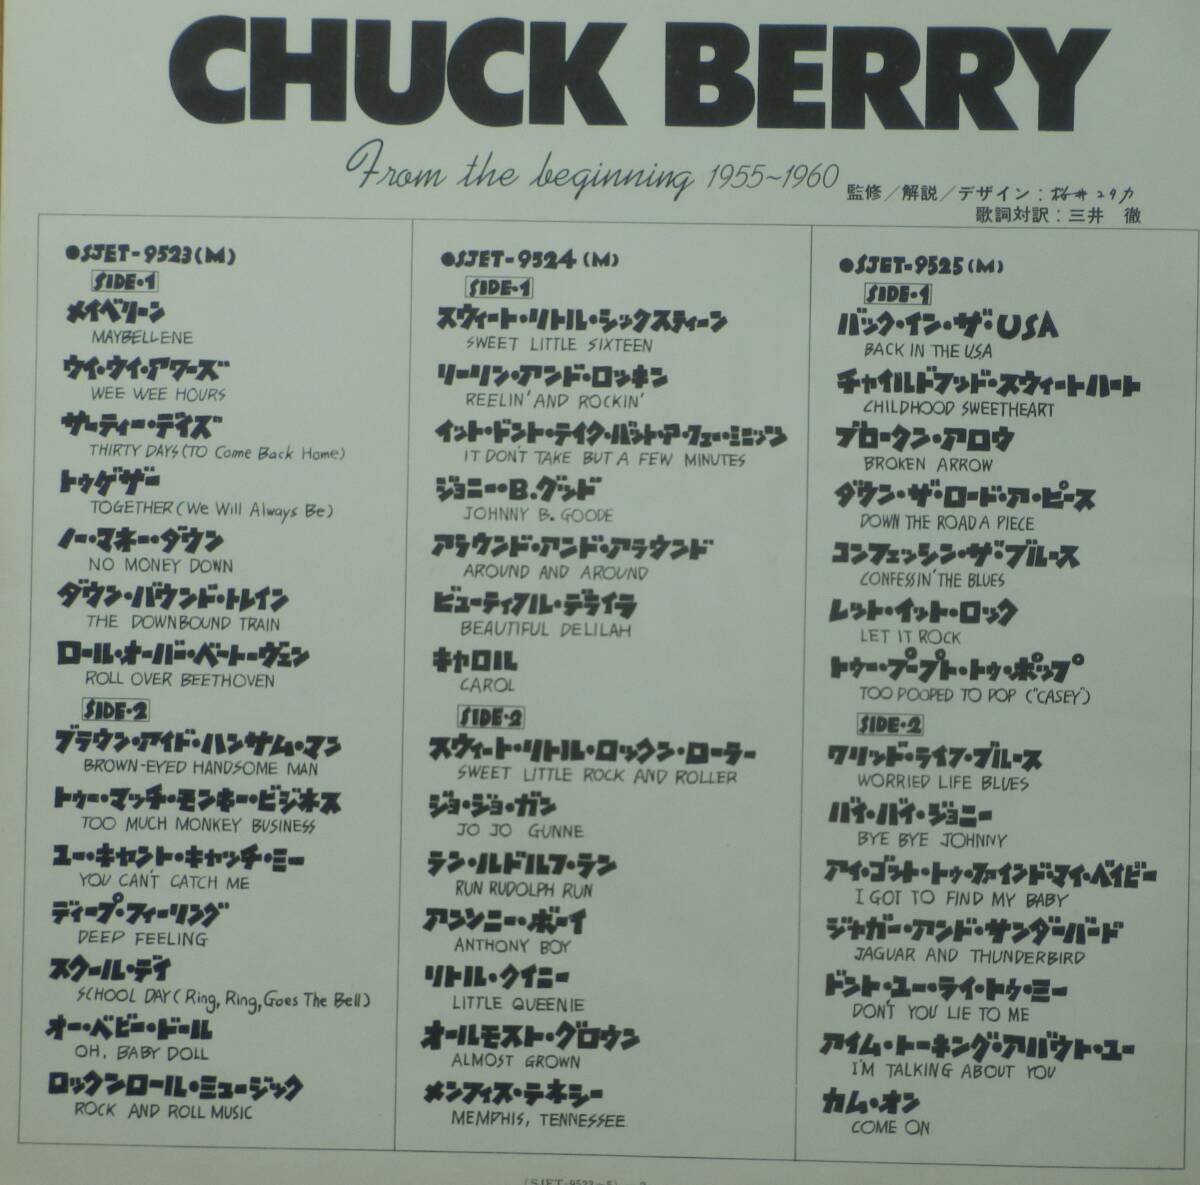 CHUCK BERRY
From the beginning 1955~1960
監修/解説/デザイン:桜井ユタカ
歌詞対訳:三井 徹
●SJET-9523(M)
SIDE・1
メイベリーン
MAYBELLENE
ウイ・ウイ・アワーズ
WEE WEE HOURS
サーティー・デイズ
THIRTY DAYS (TO Come Back Home)
トゥゲザー
TOGETHER (We Will Always Be)
ノー・マネー・ダウン
NO MONEY DOWN
ダウン・バウンド・トレイン
THE DOWNBOUND TRAIN
ロール・オーバー・ベートーヴェン
ROLL OVER BEETHOVEN
SIDE・2
ブラウン・アイド・ハンサム・マン
BROWN-EYED HANDSOME MAN
トゥー・マッチ・モンキー・ビジネス
TOO MUCH MONKEY BUSINESS
ユー・キャント・キャッチ・ミー
YOU CAN'T CATCH ME
ディープ・フィーリング
DEEP FEELING
スクール・デイ
SCHOOL DAY (Ring, Ring, Goes The Bell)
オー・ベビー・ドール
OH, BABY DOLL
ロックンロール・ミュージック
ROCK AND ROLL MUSIC
●SJET-9524(M)
SIDE・1
スウィート・リトル・シックスティーン
SWEET LITTLE SIXTEEN
リーリン・アンド・ロッキン
REELIN' AND ROCKIN'
イット・ドント・テイク・バット・ア・フュー・ミニッツ
IT DON'T TAKE BUT A FEW MINUTES
ジョニー・B.グッド
JOHNNY B. GOODE
アラウンド・アンド・アラウンド
AROUND AND AROUND
ビューティフル・デライラ
BEAUTIFUL DELILAH
キャロル
CAROL
SIDE・2
スウィート・リトル・ロックン・ローラー
SWEET LITTLE ROCK AND ROLLER
ジョ・ジョ・ガン
JO JO GUNNE
ラン・ルドルフ・ラン
RUN RUDOLPH RUN
アンソニー・ボーイ
ANTHONY BOY
リトル・クイニー
LITTLE QUEENIE
オールモスト・グロウン
ALMOST GROWN
メンフィス・テネシー
MEMPHIS, TENNESSEE
●SJET-9525(M)
SIDE・1
バック・イン・ザ・USA
BACK IN THE USA
チャイルドフッド・スウィートハート
CHILDHOOD SWEETHEART
ブロークン・アロウ
BROKEN ARROW
ダウン・ザ・ロード・ア・ピース
DOWN THE ROAD A PIECE
コンフェッシン・ザ・ブルース
CONFESSIN' THE BLUES
レット・イット・ロック
LET IT ROCK
トゥー・プープト・トゥ・ポップ
TOO POOPED TO POP ("CASEY")
SIDE・2
ワリッド・ライフ・ブルース
WORRIED LIFE BLUES
バイ・バイ・ジョニー
BYE BYE JOHNNY
アイ・ゴット・トゥ・ファインド・マイ・ベイビー
I GOT TO FIND MY BABY
ジャガー・アンド・サンダーバード
JAGUAR AND THUNDERBIRD
ドント・ユー・ライ・トゥ・ミー
DON'T YOU LIE TO ME
アイム・トーキング・アバウト・ユー
I'M TALKING ABOUT YOU
カム・オン
COME ON
(SJET-9523~5)-2